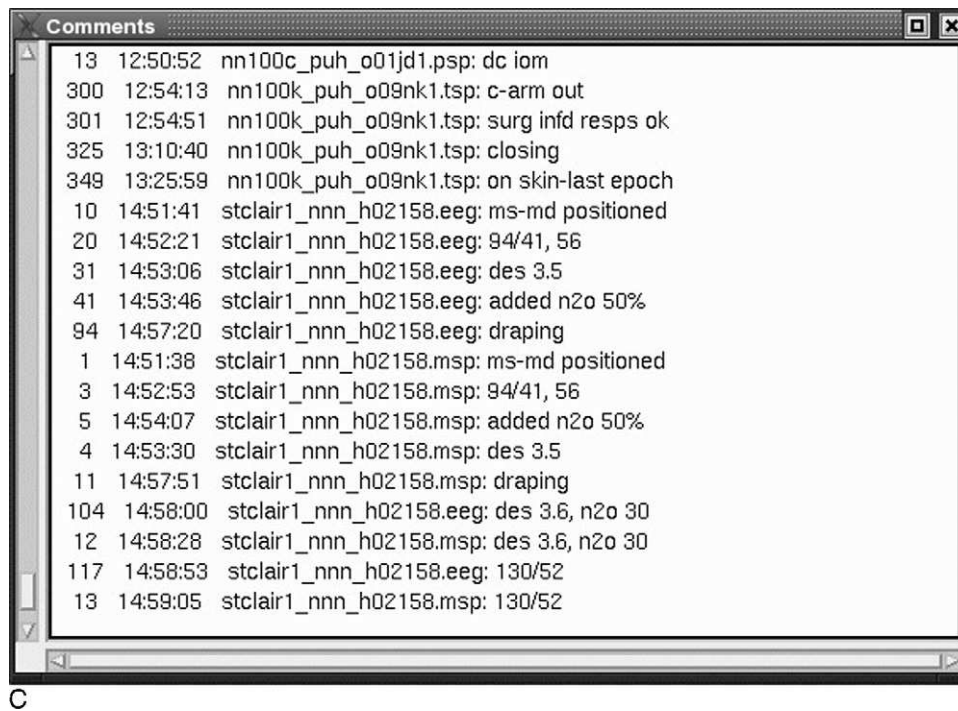 Comments
13 12:50:52 nn100c_puh_o01jd1.psp: dc iom
300 12:54:13 nn100k_puh_o09nk1.tsp: c-arm out
301 12:54:51 nn100k_puh_o09nk1.tsp: surg infd resps ok
325 13:10:40 nn100k_puh_o09nk1.tsp: closing
349 13:25:59 nn100k_puh_o09nk1.tsp: on skin-last epoch
10 14:51:41 stclair1_nnn_h02158.eeg: ms-md positioned
20 14:52:21 stclair1_nnn_h02158.eeg: 94/41, 56
31 14:53:06 stclair1_nnn_h02158.eeg: des 3.5
41 14:53:46 stclair1_nnn_h02158.eeg: added n2o 50%
94 14:57:20 stclair1_nnn_h02158.eeg: draping
1 14:51:38 stclair1_nnn_h02158.msp: ms-md positioned
3 14:52:53 stclair1_nnn_h02158.msp: 94/41, 56
5 14:54:07 stclair1_nnn_h02158.msp: added n2o 50%
4 14:53:30 stclair1_nnn_h02158.msp: des 3.5
11 14:57:51 stclair1_nnn_h02158.msp: draping
104 14:58:00 stclair1_nnn_h02158.eeg: des 3.6, n2o 30
12 14:58:28 stclair1_nnn_h02158.msp: des 3.6, n2o 30
117 14:58:53 stclair1_nnn_h02158.eeg: 130/52
13 14:59:05 stclair1_nnn_h02158.msp: 130/52
C